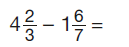 4 2/3 − 1 6/7 =